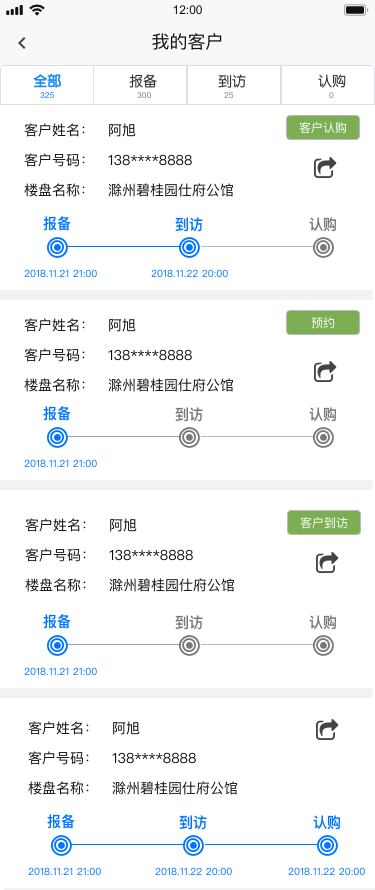 12:00
我的客户
全部 报备 到访 认购
325 300 25 0
客户姓名： 阿旭 客户认购
客户号码： 138****8888
楼盘名称： 滁州碧桂园仕府公馆
报备 到访 认购
2018.11.21 21:00 2018.11.22 20:00
客户姓名： 阿旭 预约
客户号码： 138****8888
楼盘名称： 滁州碧桂园仕府公馆
报备 到访 认购
2018.11.21 21:00
客户姓名： 阿旭 客户到访
客户号码： 138****8888
楼盘名称： 滁州碧桂园仕府公馆
报备 到访 认购
2018.11.21 21:00
客户姓名： 阿旭
客户号码： 138****8888
楼盘名称： 滁州碧桂园仕府公馆
报备 到访 认购
2018.11.21 21:00 2018.11.22 20:00 2018.11.22 20:00